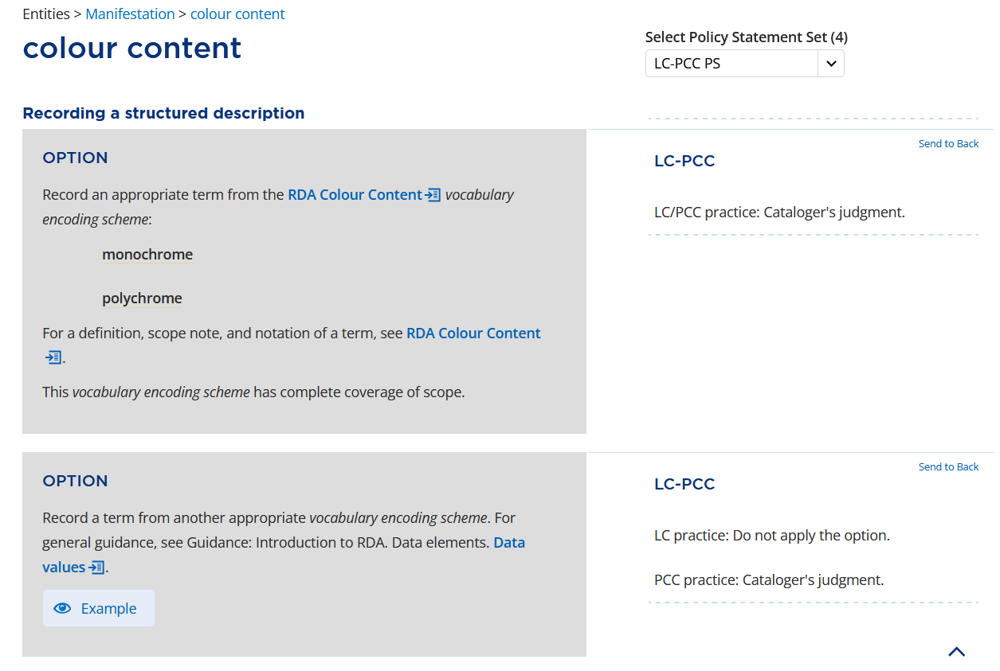 Entities > Manifestation > colour content
colour content
Select Policy Statement Set (4)
LC-PCC PS
Recording a structured description
OPTION
Record an appropriate term from the RDA Colour Content vocabulary
encoding scheme:
monochrome
polychrome
For a definition, scope note, and notation of a term, see RDA Colour Content
.
This vocabulary encoding scheme has complete coverage of scope.
Send to Back
LC-PCC
LC/PCC practice: Cataloger's judgment.
OPTION
Record a term from another appropriate vocabulary encoding scheme. For
general guidance, see Guidance: Introduction to RDA. Data elements. Data
values.
Example
Send to Back
LC-PCC
LC practice: Do not apply the option.
PCC practice: Cataloger's judgment.